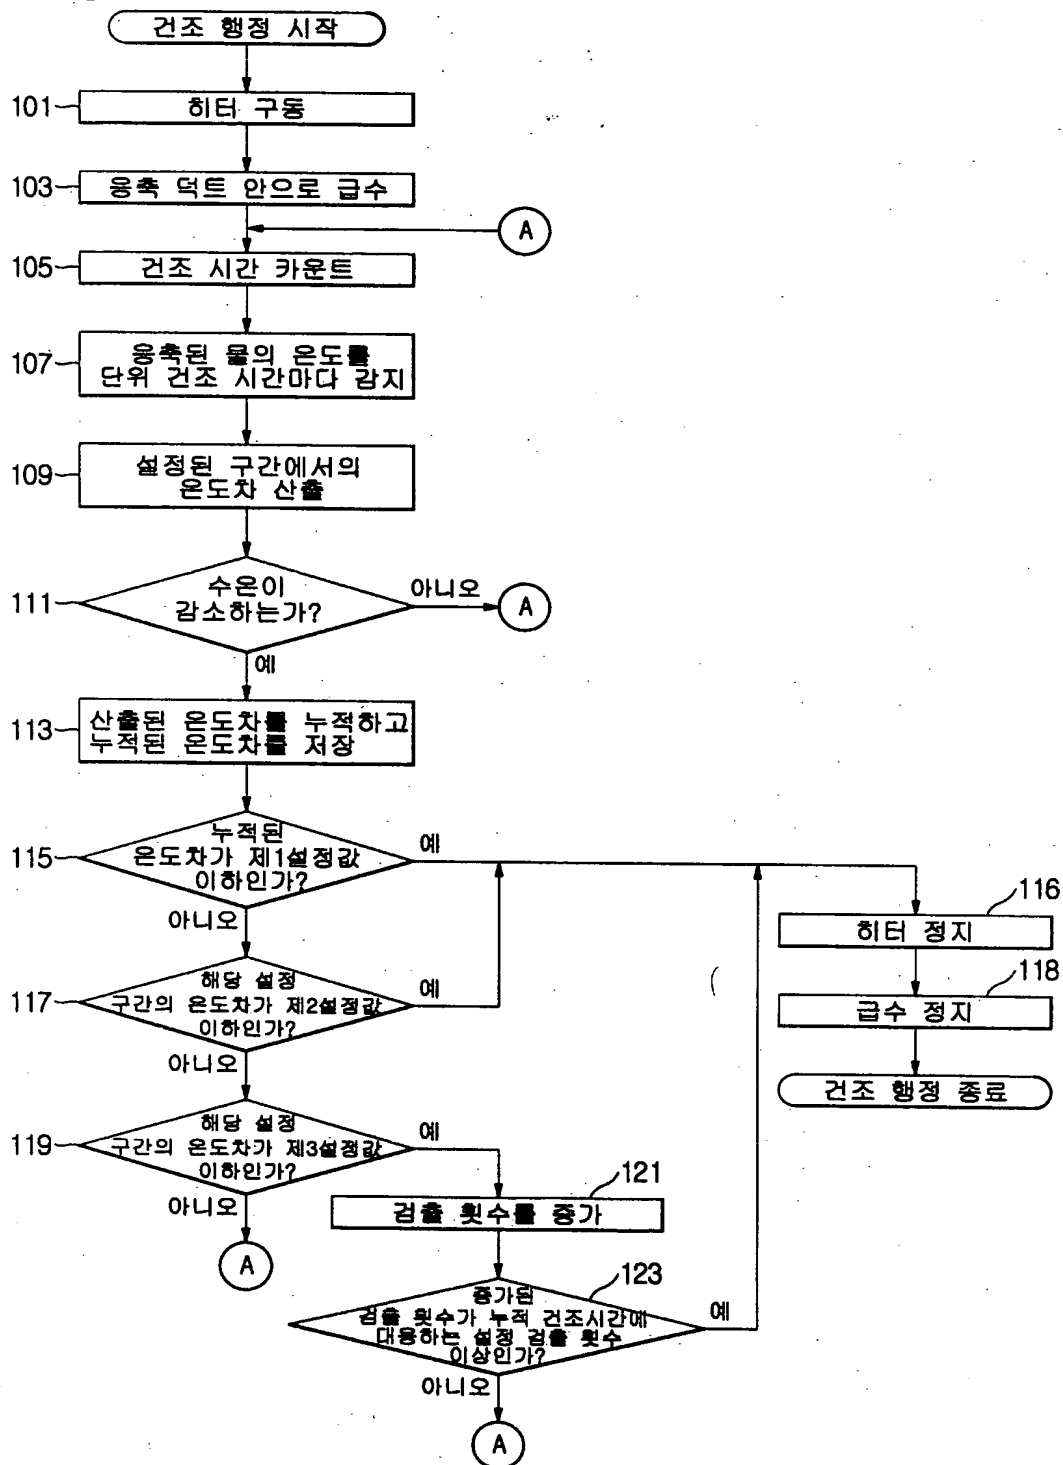 건조 행정 시작
101
히터 구동
103
응축 덕트 안으로 급수
A
105
건조 시간 카운트
107
응축된 물의 온도를
단위 건조 시간마다 감지
109
설정된 구간에서의
온도차 산출
111
수온이
감소하는가?
아니오
A
예
113
산출된 온도차를 누적하고
누적된 온도차를 저장
115
누적된
온도차가 제1설정값
이하인가?
예
아니오
116
히터 정지
117
해당 설정
구간의 온도차가 제2설정값
이하인가?
예
아니오
118
급수 정지
건조 행정 종료
119
해당 설정
구간의 온도차가 제3설정값
이하인가?
예
아니오
A
121
검출 횟수를 증가
123
증가된
검출 횟수가 누적 건조시간에
대응하는 설정 검출 횟수
이상인가?
예
아니오
A